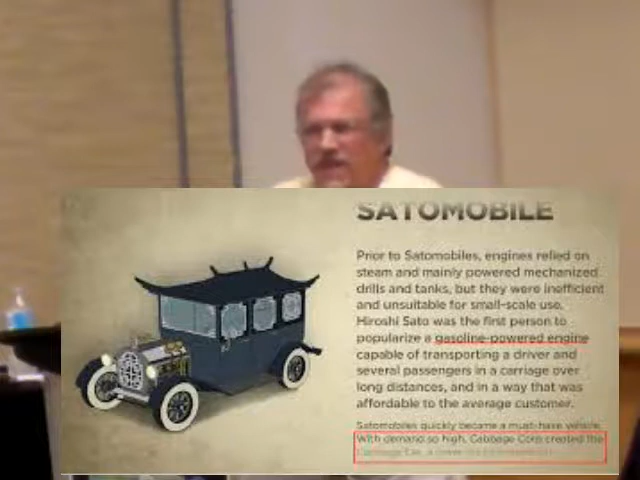 SATOMOBILE
Prior to Satomobiles, engines relied on
steam and mainly powered mechanized
drills and tanks, but they were inefficient
and unsuitable for small-scale use.
Hiroshi Sato was the first person to
popularize a gasoline-powered engine
capable of transporting a driver and
several passengers in a carriage over
long distances, and in a way that was
affordable to the average customer.
Satomobiles quickly became a must-have vehicle.
With demand so high, Cabbage Corp created the